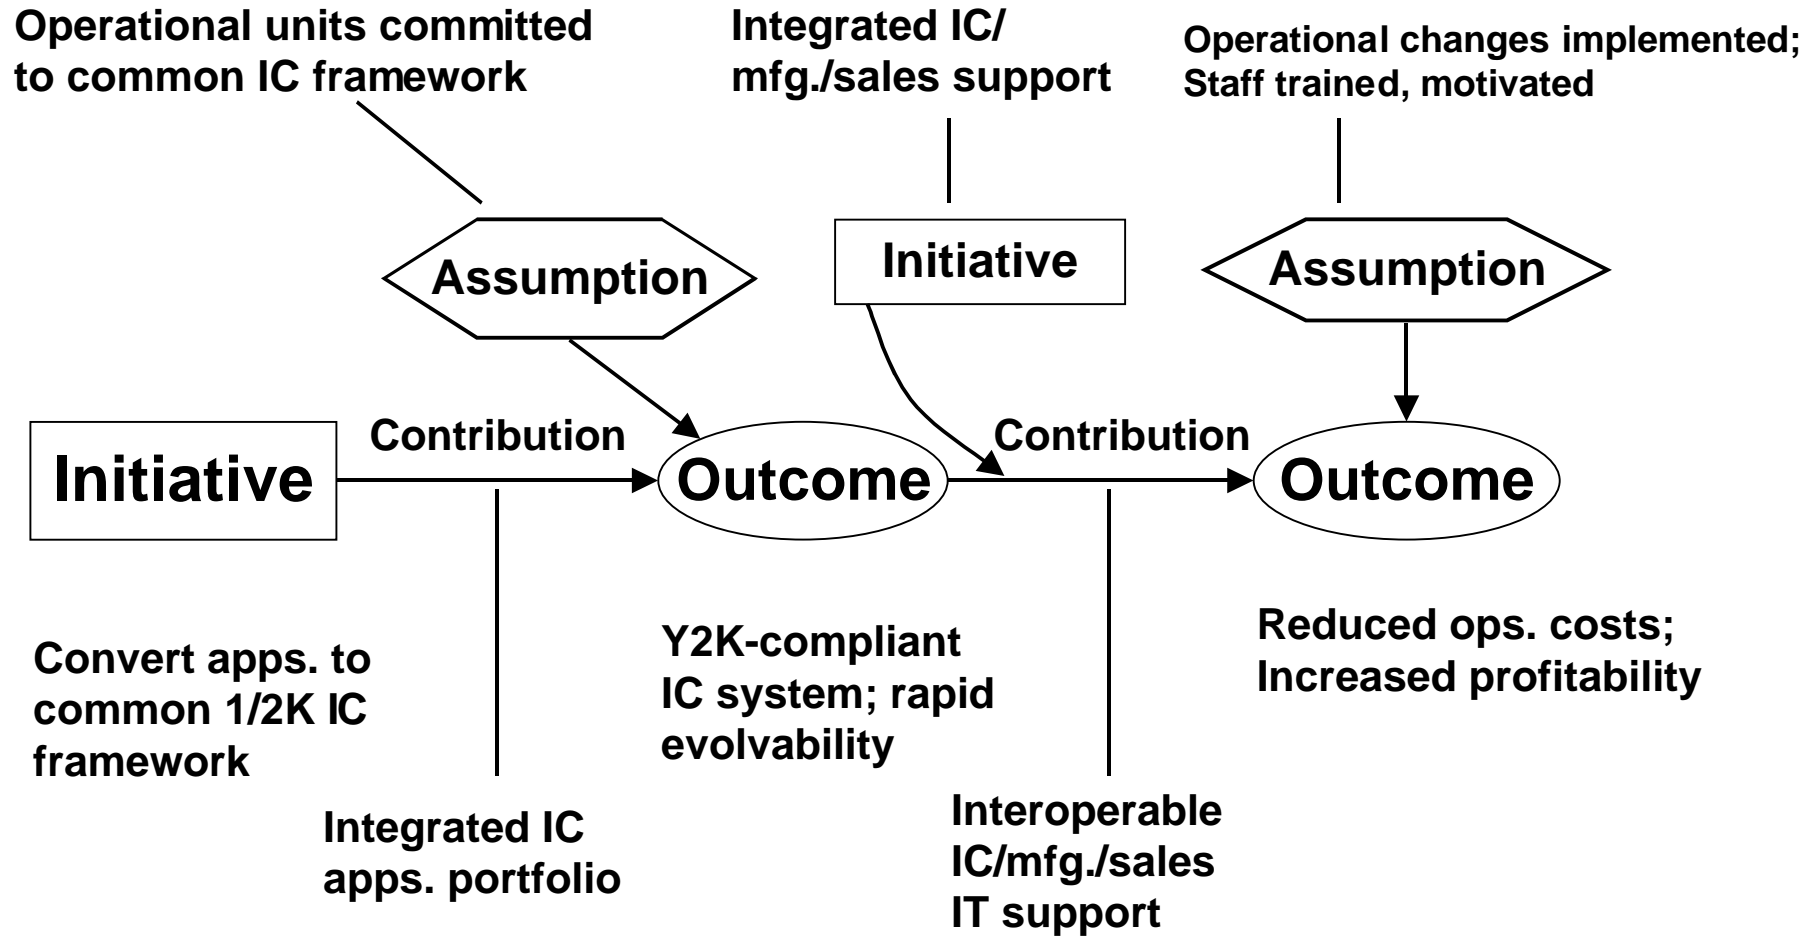 Operational units committed
to common IC framework
Integrated IC/
mfg./sales support
Operational changes implemented;
Staff trained, motivated
Assumption
Initiative
Assumption
Initiative
Contribution
Outcome
Contribution
Outcome
Convert apps. to
common 1/2K IC
framework
Integrated IC
apps. portfolio
Y2K-compliant
IC system; rapid
evolvability
Interoperable
IC/mfg./sales
IT support
Reduced ops. costs;
Increased profitability